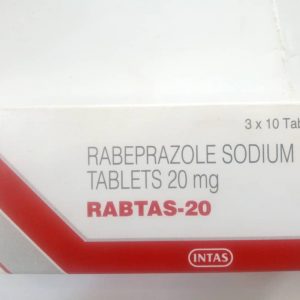 3 x 10 Tab
RABEPRAZOLE SODIUM
TABLETS 20 mg
RABTAS-20
INTAS